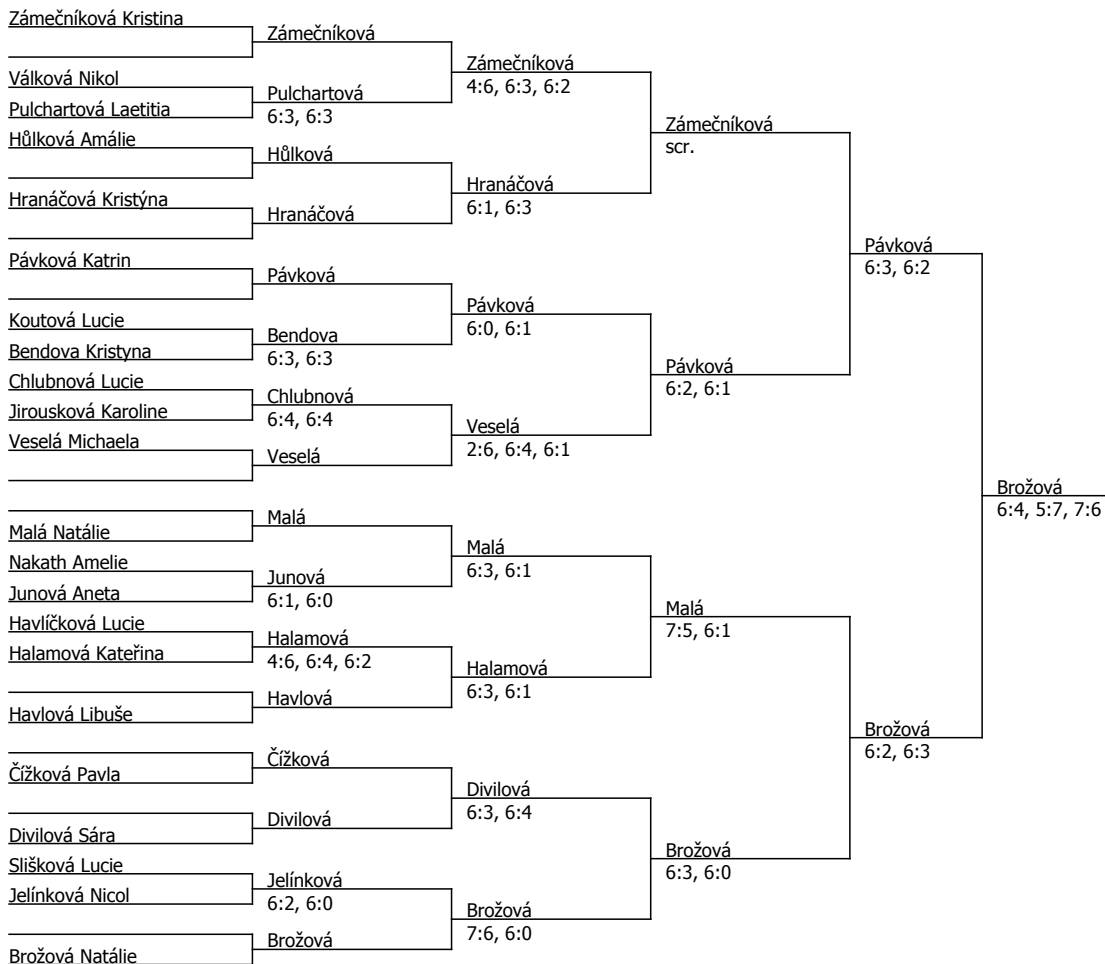 Zámečníková Kristina
Válková Nikol
Pulchartová Laetitia
Hůlková Amálie
Hranáčová Kristýna
Pávková Katrin
Koutová Lucie
Bendova Kristyna
Chlubnová Lucie
Jirousková Karoline
Veselá Michaela
Malá Natálie
Nakath Amelie
Junová Aneta
Havlíčková Lucie
Halamová Kateřina
Havlová Libuše
Čížková Pavla
Divilová Sára
Slišková Lucie
Jelínková Nicol
Brožová Natálie
Zámečníková
Pulchartová
6:3, 6:3
Hůlková
Hranáčová
Pávková
Bendova
6:3, 6:3
Chlubnová
6:4, 6:4
Veselá
Malá
Junová
6:1, 6:0
Halamová
4:6, 6:4, 6:2
Havlová
Čížková
Divilová
Jelínková
6:2, 6:0
Brožová
Zámečníková
4:6, 6:3, 6:2
Hranáčová
6:1, 6:3
Pávková
6:0, 6:1
Veselá
2:6, 6:4, 6:1
Malá
6:3, 6:1
Halamová
6:3, 6:1
Divilová
6:3, 6:4
Brožová
7:6, 6:0
Zámečníková
scr.
Pávková
6:2, 6:1
Malá
7:5, 6:1
Brožová
6:3, 6:0
Pávková
6:3, 6:2
Brožová
6:2, 6:3
Brožová
6:4, 5:7, 7:6